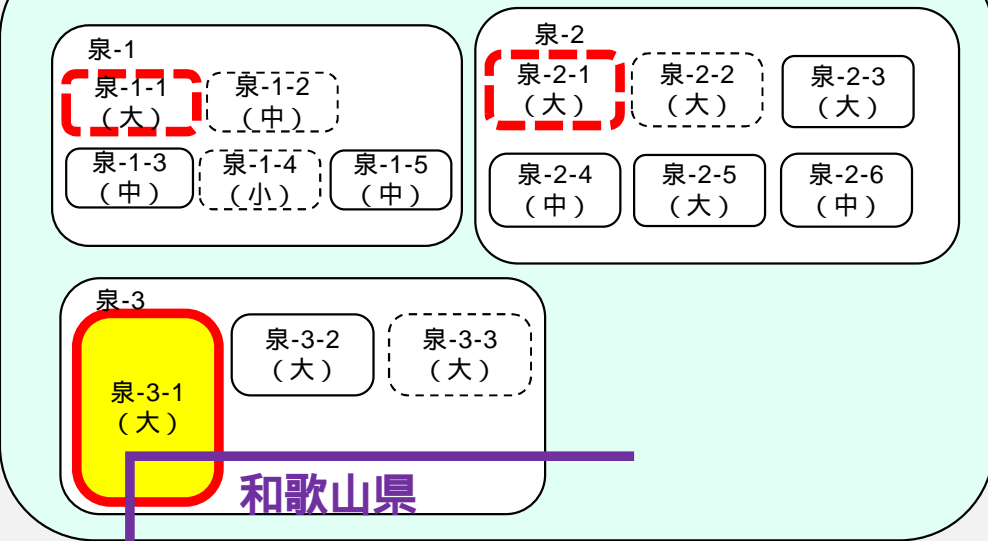 泉-1
泉-1-1
（大）
泉-1-2
（中）
泉-1-3
（中）
泉-1-4
（小）
泉-1-5
（中）
泉-2
泉-2-1
（大）
泉-2-2
（大）
泉-2-3
（大）
泉-2-4
（中）
泉-2-5
（大）
泉-2-6
（中）
泉-3
泉-3-1
（大）
泉-3-2
（大）
泉-3-3
（大）
和歌山県